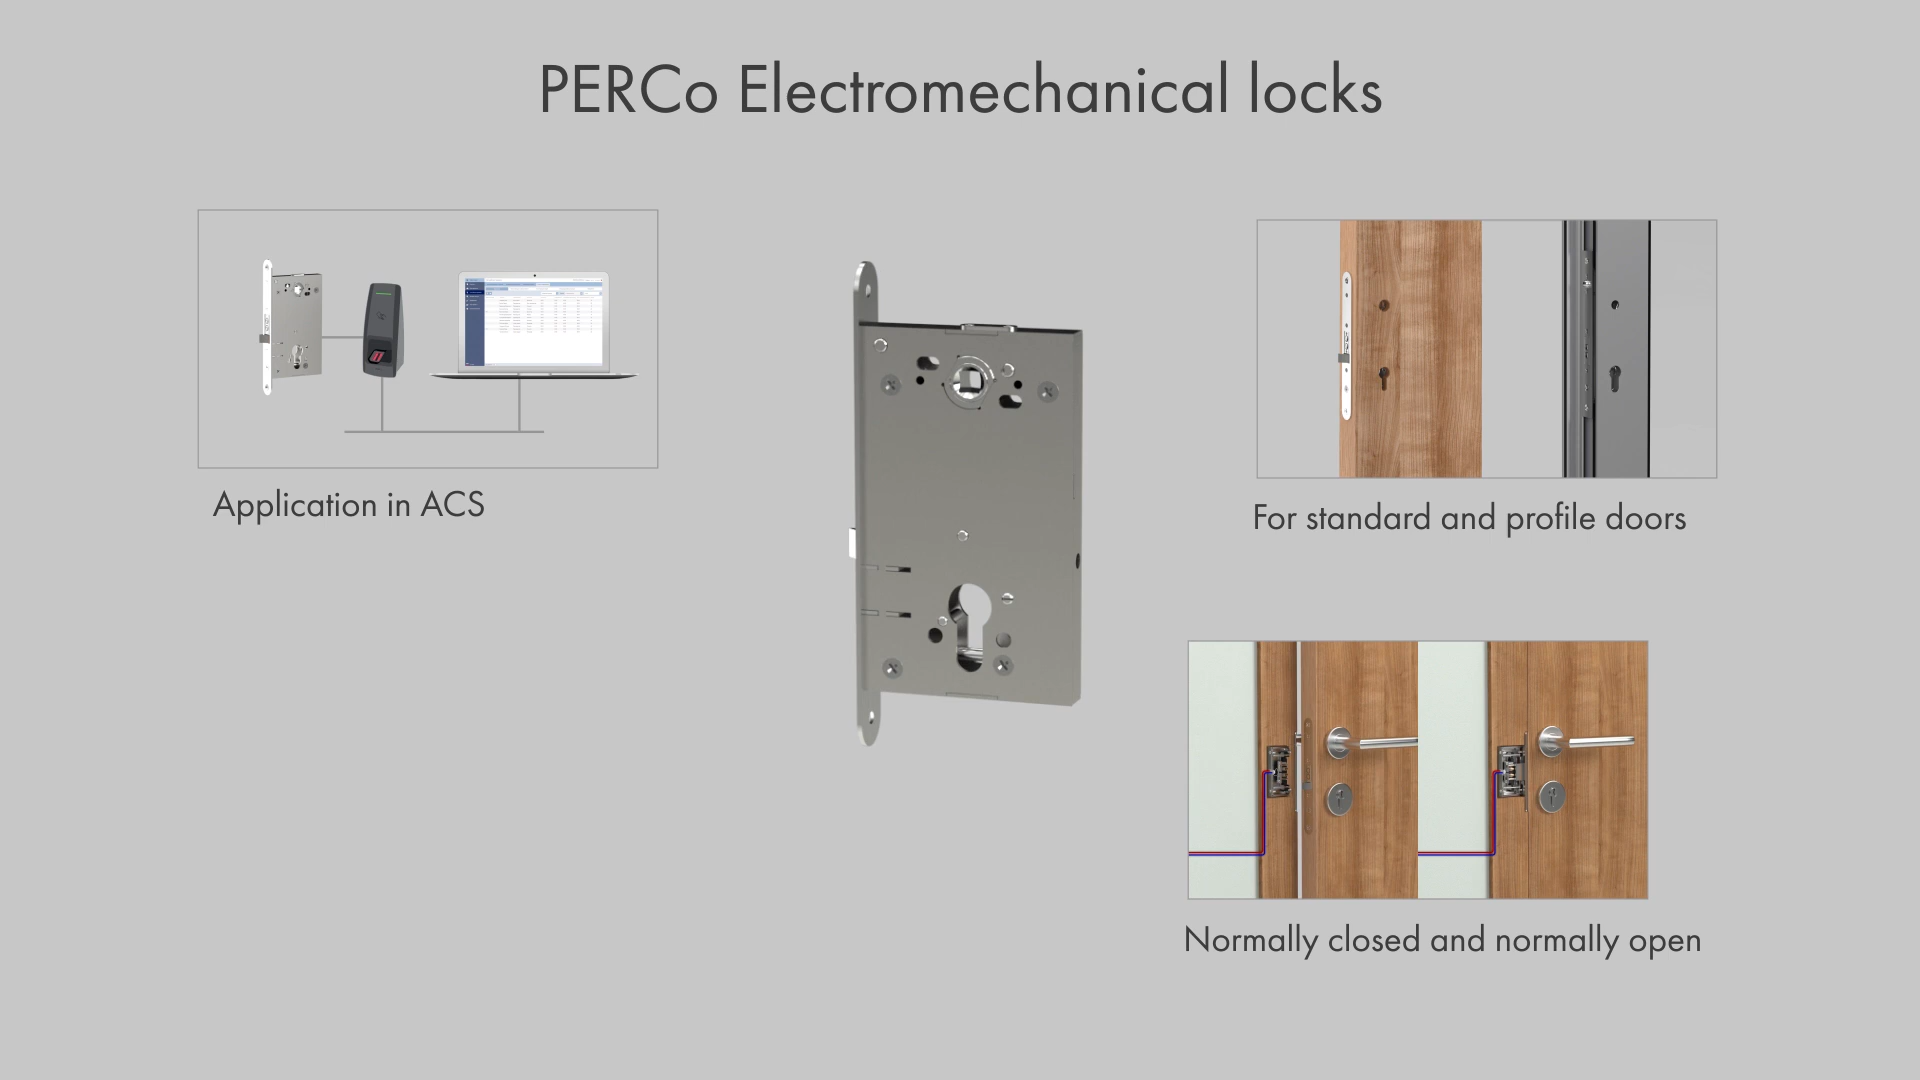 PERCo Electromechanical locks
Application in ACS
For standard and profile doors
Normally closed and normally open